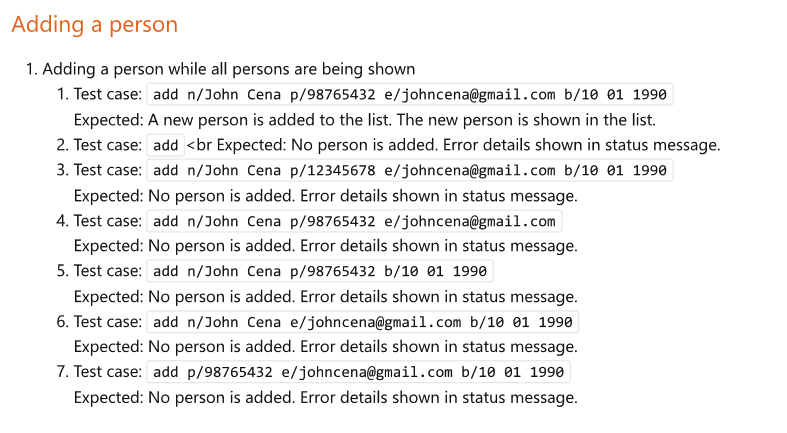 Adding a person
1. Adding a person while all persons are being shown
1. Test case: add n/John Cena p/98765432 e/johncena@gmail.com b/10 01 1990
Expected: A new person is added to the list. The new person is shown in the list.
2. Test case: add <br Expected: No person is added. Error details shown in status message.
3. Test case: add n/John Cena p/12345678 e/johncena@gmail.com b/10 01 1990
Expected: No person is added. Error details shown in status message.
4. Test case: add n/John Cena p/98765432 e/johncena@gmail.com
Expected: No person is added. Error details shown in status message.
5. Test case: add n/John Cena p/98765432 b/10 01 1990
Expected: No person is added. Error details shown in status message.
6. Test case: add n/John Cena e/johncena@gmail.com b/10 01 1990
Expected: No person is added. Error details shown in status message.
7. Test case: add p/98765432 e/johncena@gmail.com b/10 01 1990
Expected: No person is added. Error details shown in status message.